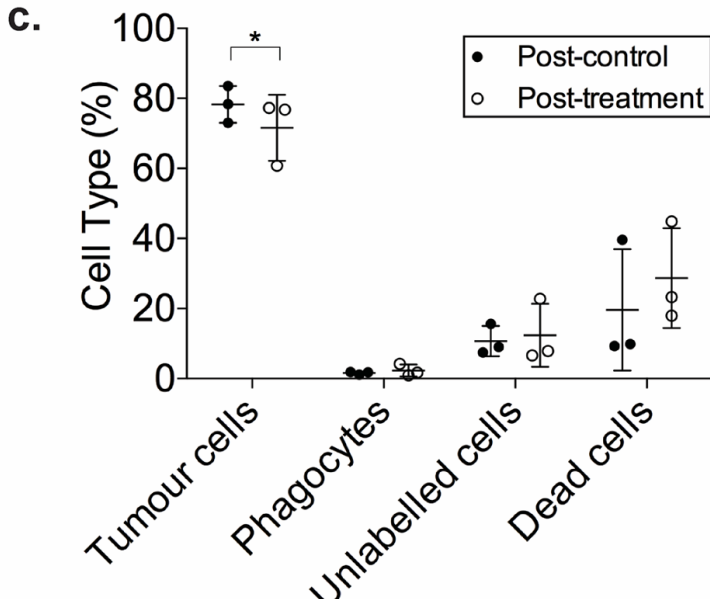 c.
Cell Type (%)
100
80
60
40
20
0
*
Post-control
Post-treatment
Tumour cells
Phagocytes
Unlabelled cells
Dead cells